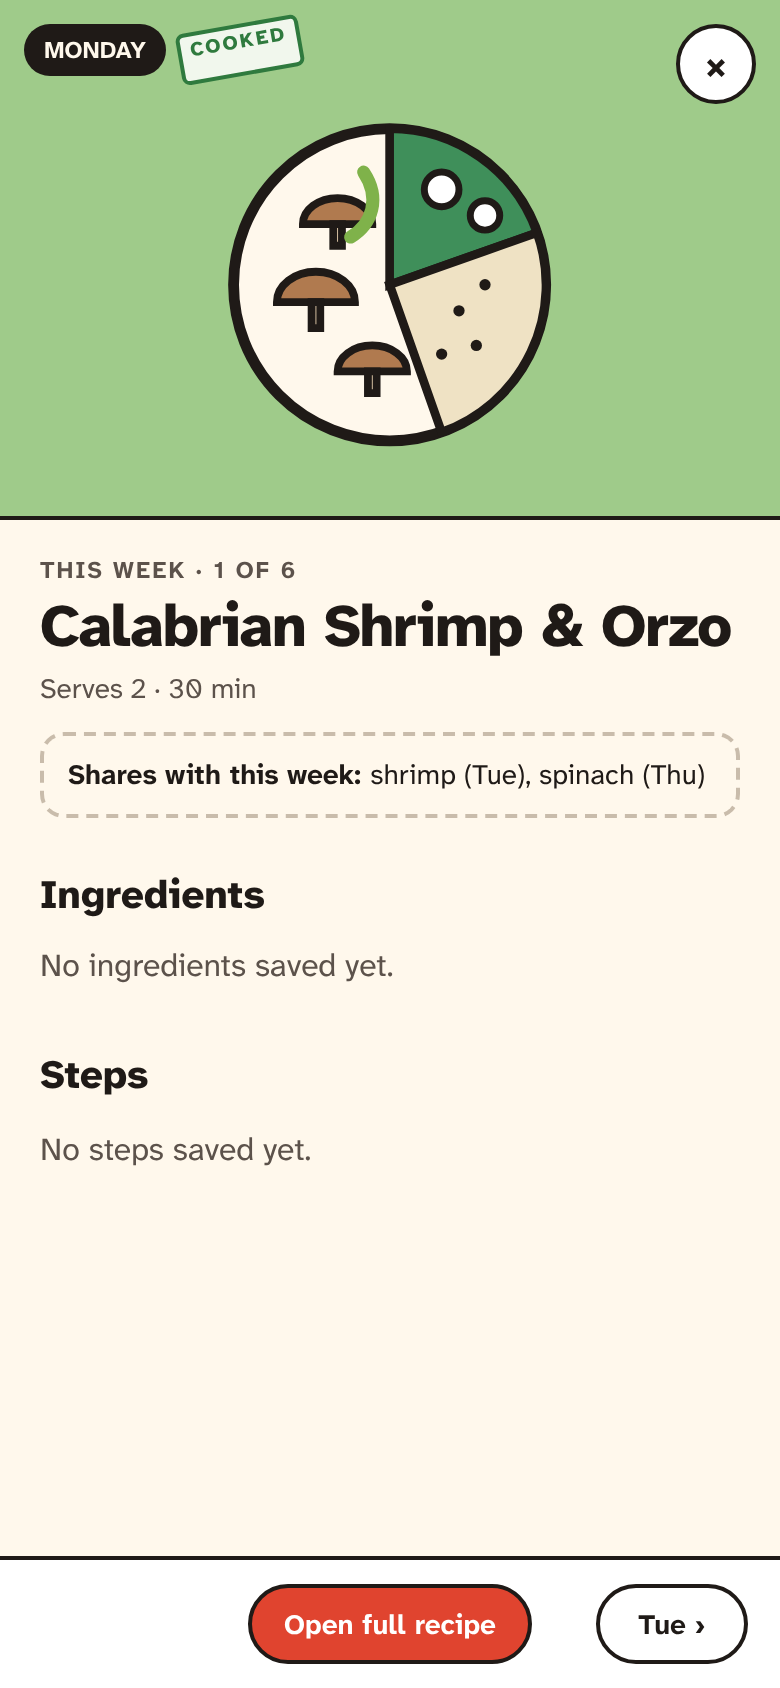 MONDAY
COOKED
×
THIS WEEK · 1 OF 6
Calabrian Shrimp & Orzo
Serves 2 · 30 min
Shares with this week: shrimp (Tue), spinach (Thu)
Ingredients
No ingredients saved yet.
Steps
No steps saved yet.
Open full recipe
Tue ›